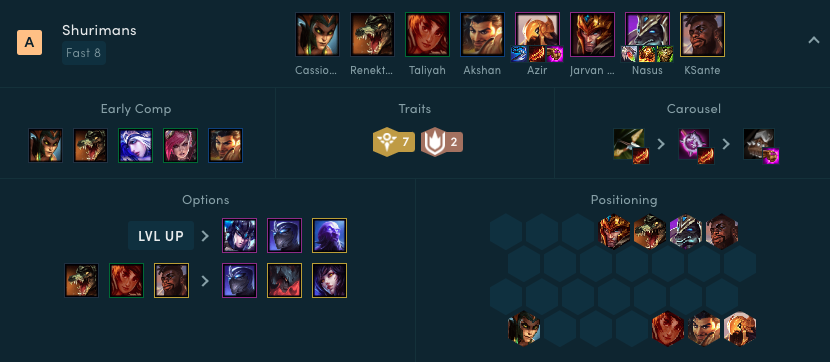 A
Shurimans
Fast 8
Cassio...
Renekt...
Taliyah
Akshan
Azir
Jarvan ...
Nasus
KSante
Early Comp
Traits
Carousel
7
2
Options
Positioning
LVL UP